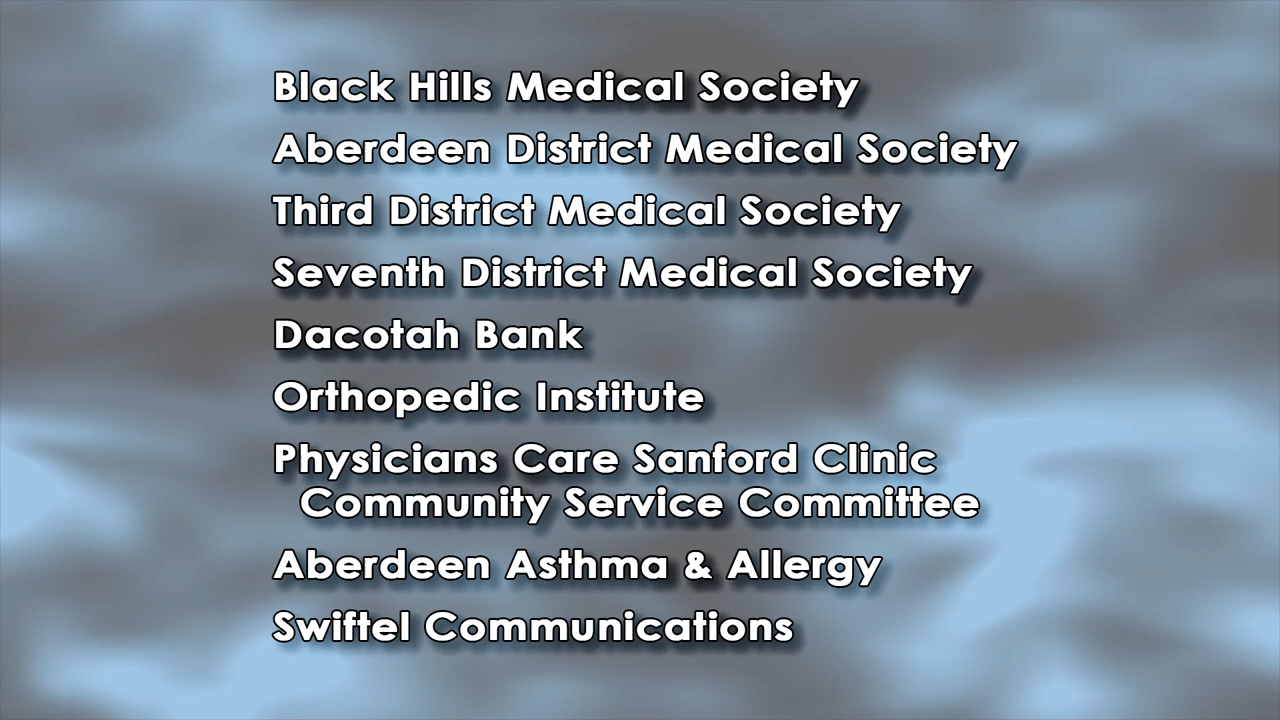 Black Hills Medical Society
Aberdeen District Medical Society
Third District Medical Society
Seventh District Medical Society
Dacotah Bank
Orthopedic Institute
Physicians Care Sanford Clinic
Community Service Committee
Aberdeen Asthma & Allergy
Swiftel Communications